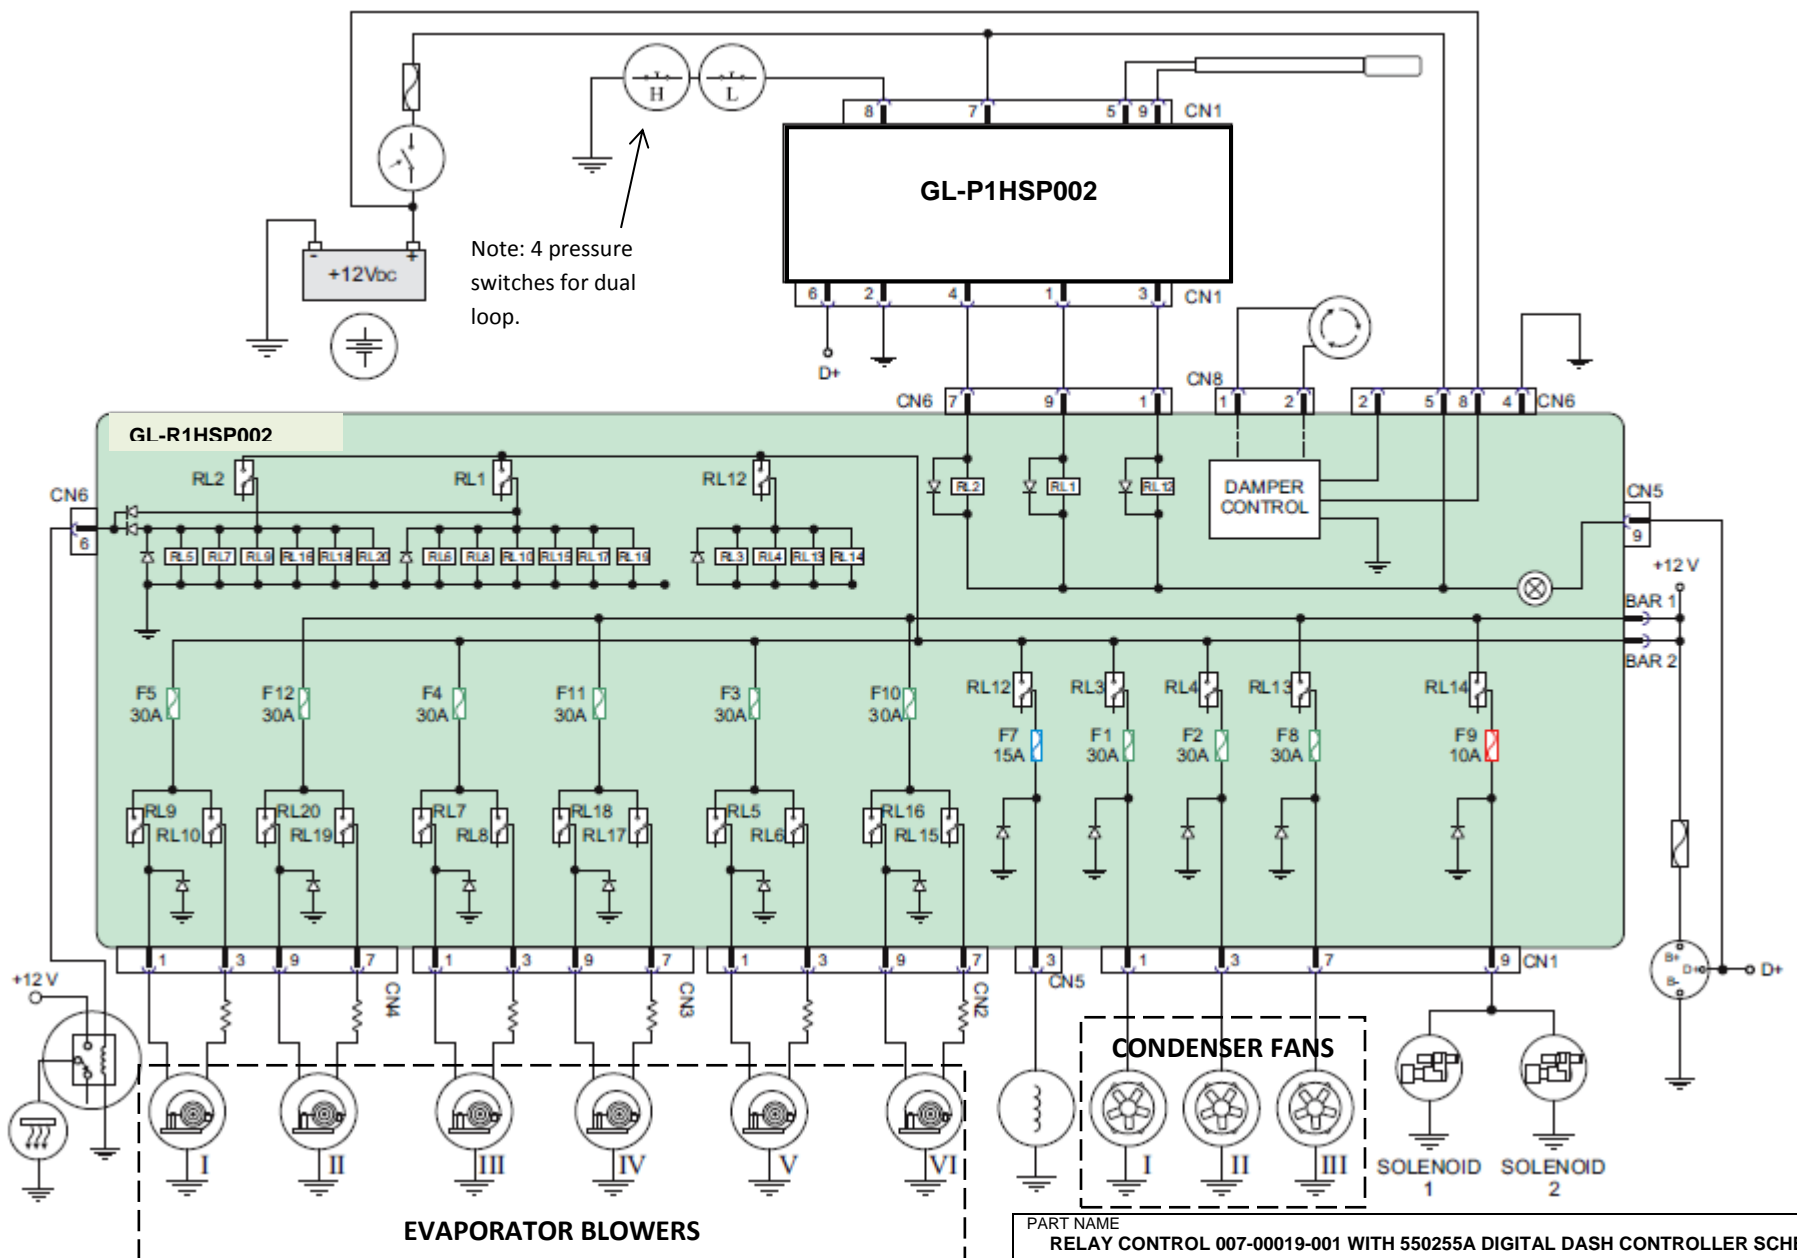 H
L
8
7
5
9
CN1
GL-P1HSP002
Note: 4 pressure
switches for dual
loop.
-
+
+12VDC
6
2
4
1
3
CN1
D+
CN8
CN6
7
9
1
1
2
2
5
8
4
CN6
GL-R1HSP002
RL2
RL1
RL12
RL2
RL1
RL12
DAMPER
CONTROL
CN6
6
CN5
9
RL5
RL7
RL9
RL16
RL18
RL20
RL6
RL8
RL10
RL15
RL17
RL19
RL3
RL4
RL13
RL14
+12 V
BAR 1
BAR 2
F5
30A
F12
30A
F4
30A
F11
30A
F3
30A
F10
30A
RL12
RL3
RL4
RL13
RL14
F7
15A
F1
30A
F2
30A
F8
30A
F9
10A
RL9
RL10
RL20
RL19
RL7
RL8
RL18
RL17
RL5
RL6
RL16
RL15
1
3
9
7
CN4
1
3
9
7
CN3
1
3
9
7
CN2
3
CN5
1
3
7
9
CN1
B+
D+
B-
D+
+12 V
CONDENSER FANS
I
II
III
IV
V
VI
I
II
III
SOLENOID
1
SOLENOID
2
EVAPORATOR BLOWERS
PART NAME
RELAY CONTROL 007-00019-001 WITH 550255A DIGITAL DASH CONTROLLER